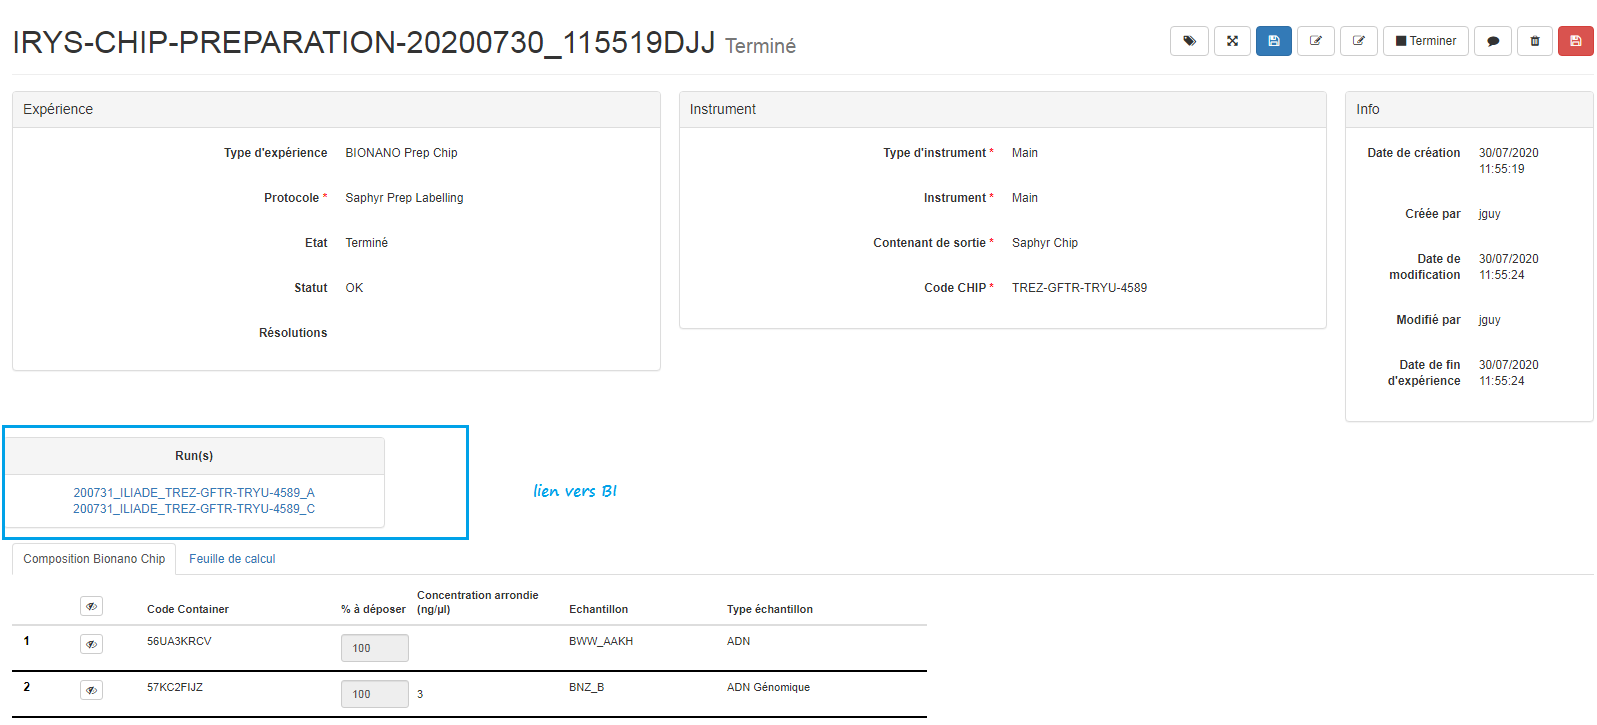 IRYS-CHIP-PREPARATION-20200730_115519DJJ Terminé
Terminer
Expérience
Type d'expérience BIONANO Prep Chip
Protocole * Saphyr Prep Labelling
Etat Terminé
Statut OK
Résolutions
Instrument
Type d'instrument * Main
Instrument * Main
Contenant de sortie * Saphyr Chip
Code CHIP * TREZ-GFTR-TRYU-4589
Info
Date de création 30/07/2020
11:55:19
Créée par jguy
Date de 30/07/2020
modification 11:55:24
Modifié par jguy
Date de fin 30/07/2020
d'expérience 11:55:24
Run(s)
200731_ILIADE_TREZ-GFTR-TRYU-4589_A
200731_ILIADE_TREZ-GFTR-TRYU-4589_C
lien vers BI
Composition Bionano Chip Feuille de calcul
Code Container % à déposer Concentration arrondie (ng/µl) Echantillon Type échantillon
1 56UA3KRCV 100 BWW_AAKH ADN
2 57KC2FIJZ 100 3 BNZ_B ADN Génomique